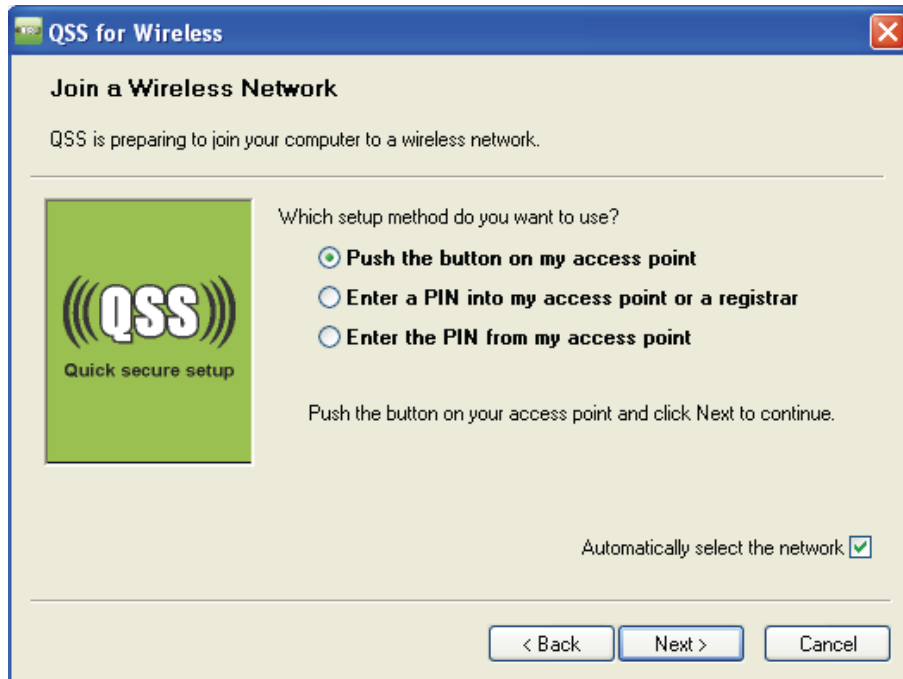 QSS for Wireless
Join a Wireless Network
QSS is preparing to join your computer to a wireless network.
Which setup method do you want to use?
Push the button on my access point
Enter a PIN into my access point or a registrar
Enter the PIN from my access point
(((QSS)))
Quick secure setup
Push the button on your access point and click Next to continue.
Automatically select the network
< Back
Next >
Cancel